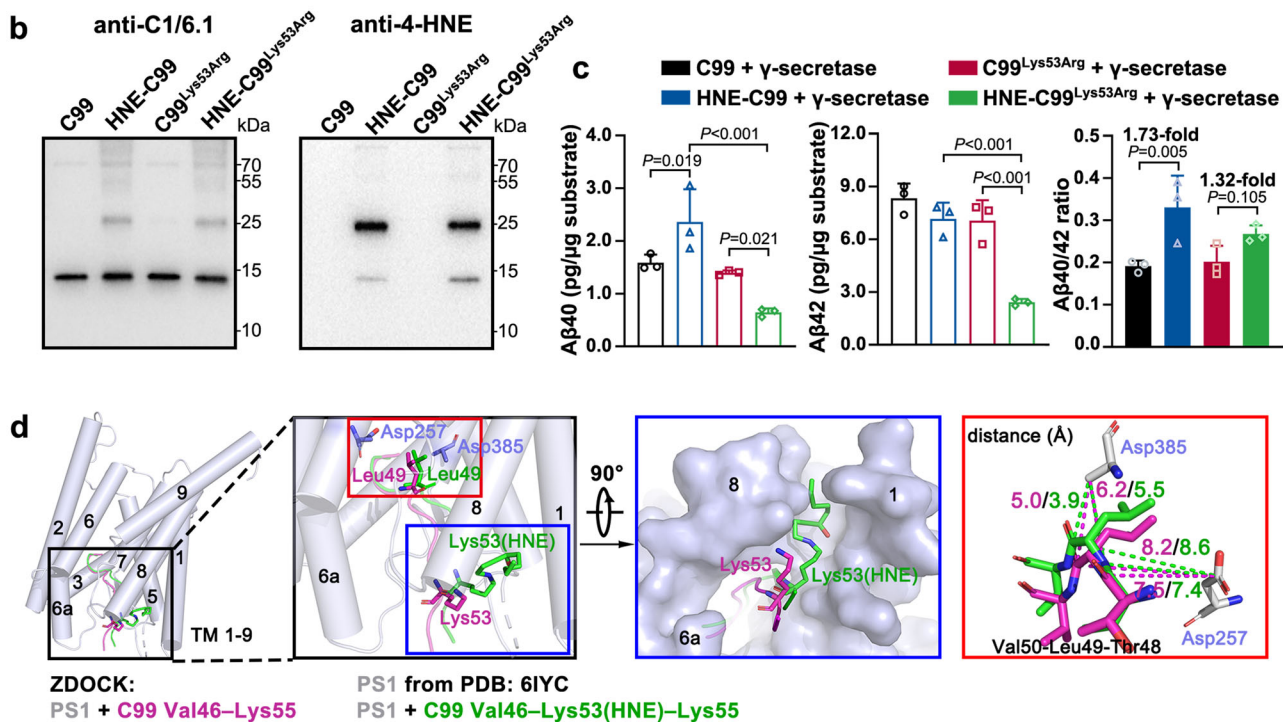 b
anti-C1/6.1
anti-4-HNE
C99
HNE-C99
C99Lys53Arg
HNE-C99Lys53Arg
kDa
70
55
25
15
10
C99
HNE-C99
C99Lys53Arg
HNE-C99Lys53Arg
kDa
70
55
25
15
10
c
C99 + γ-secretase
C99Lys53Arg + γ-secretase
HNE-C99 + γ-secretase
HNE-C99Lys53Arg + γ-secretase
Aβ40 (pg/μg substrate)
4.0
3.0
2.0
1.0
0.0
P<0.001
P=0.019
P=0.021
Aβ42 (pg/μg substrate)
12.0
9.0
6.0
3.0
0.0
P<0.001
P<0.001
Aβ40/42 ratio
0.5
0.4
0.3
0.2
0.1
0.0
1.73-fold
P=0.005
1.32-fold
P=0.105
d
2
6
9
3
7
8
1
5
6a
TM 1-9
Asp257
Asp385
Leu49
Leu49
8
1
6a
Lys53(HNE)
Lys53
90°
8
1
Lys53
Lys53(HNE)
6a
distance (Å)
Asp385
6.2/5.5
5.0/3.9
8.2/8.6
7.5/7.4
Asp257
Val50-Leu49-Thr48
ZDOCK:
PS1 from PDB: 6IYC
PS1 + C99 Val46–Lys55
PS1 + C99 Val46–Lys53(HNE)–Lys55